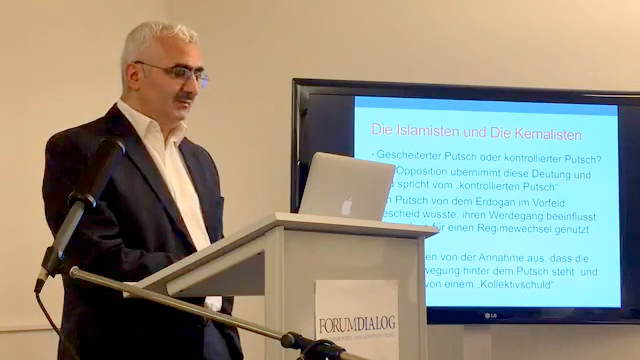 Die Islamisten und Die Kemalisten
• Gescheiterter Putsch oder kontrollierter Putsch?
Opposition übernimmt diese Deutung und
spricht vom „kontrollierten Putsch“
Putsch von dem Erdogan im Vorfeld
wusste, ihren Werdegang beeinflusst
für einen Regimewechsel genutzt
von der Annahme aus, dass die
hinter dem Putsch steht und
von einem „Kollektivschuld“
LG
FORUMDIALOG